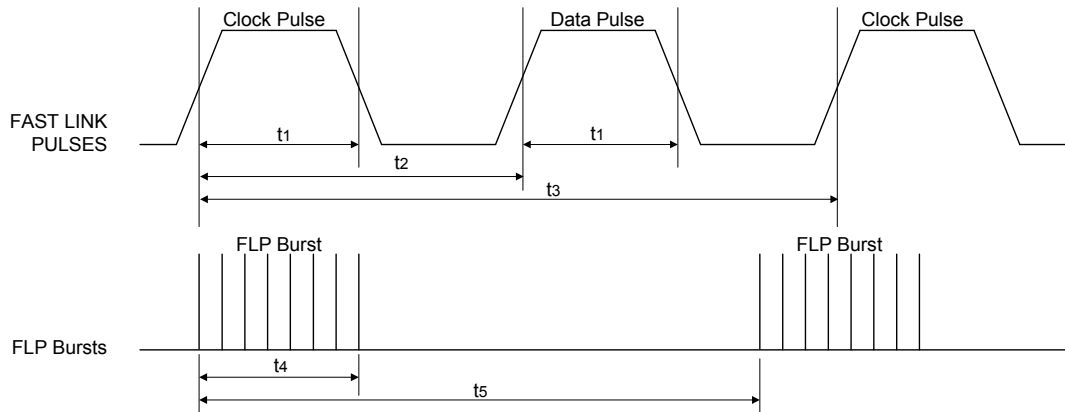 Clock Pulse
Data Pulse
Clock Pulse
FAST LINK
PULSES
t1
t1
t2
t3
FLP Burst
FLP Burst
FLP Bursts
t4
t5